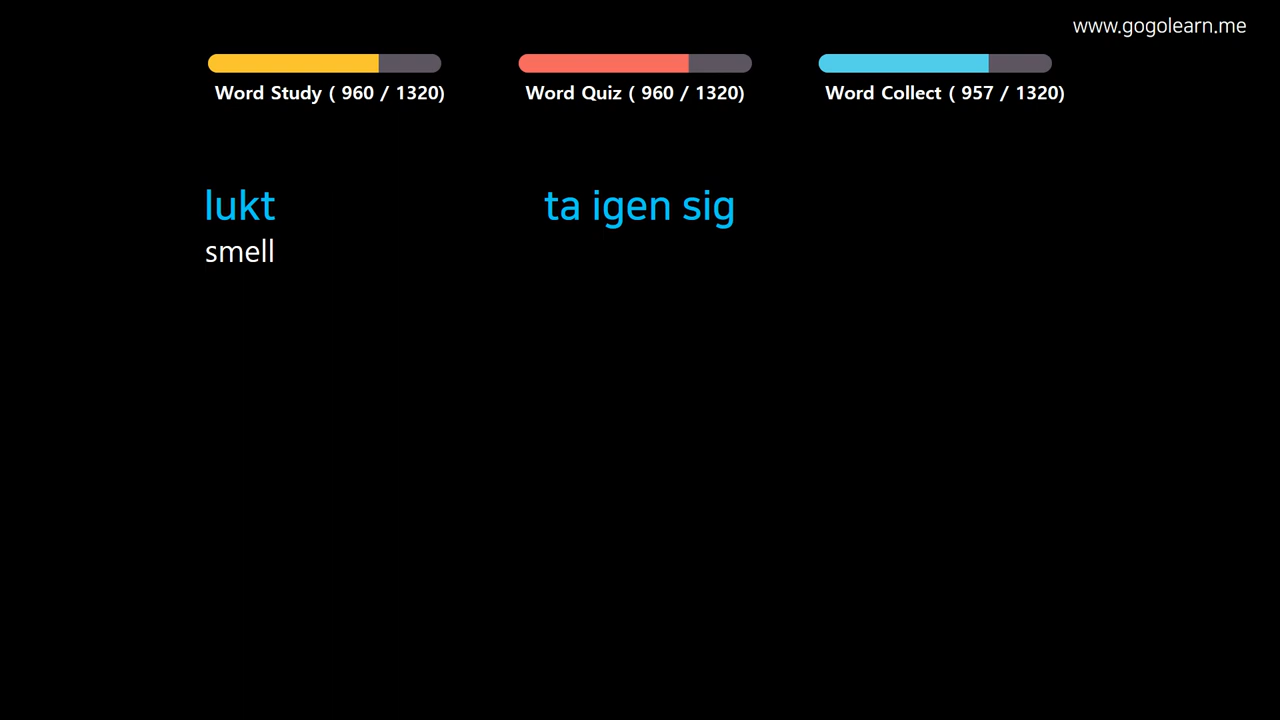 www.gogolearn.me
Word Study ( 960 / 1320)
Word Quiz ( 960 / 1320)
Word Collect ( 957 / 1320)
lukt
ta igen sig
smell